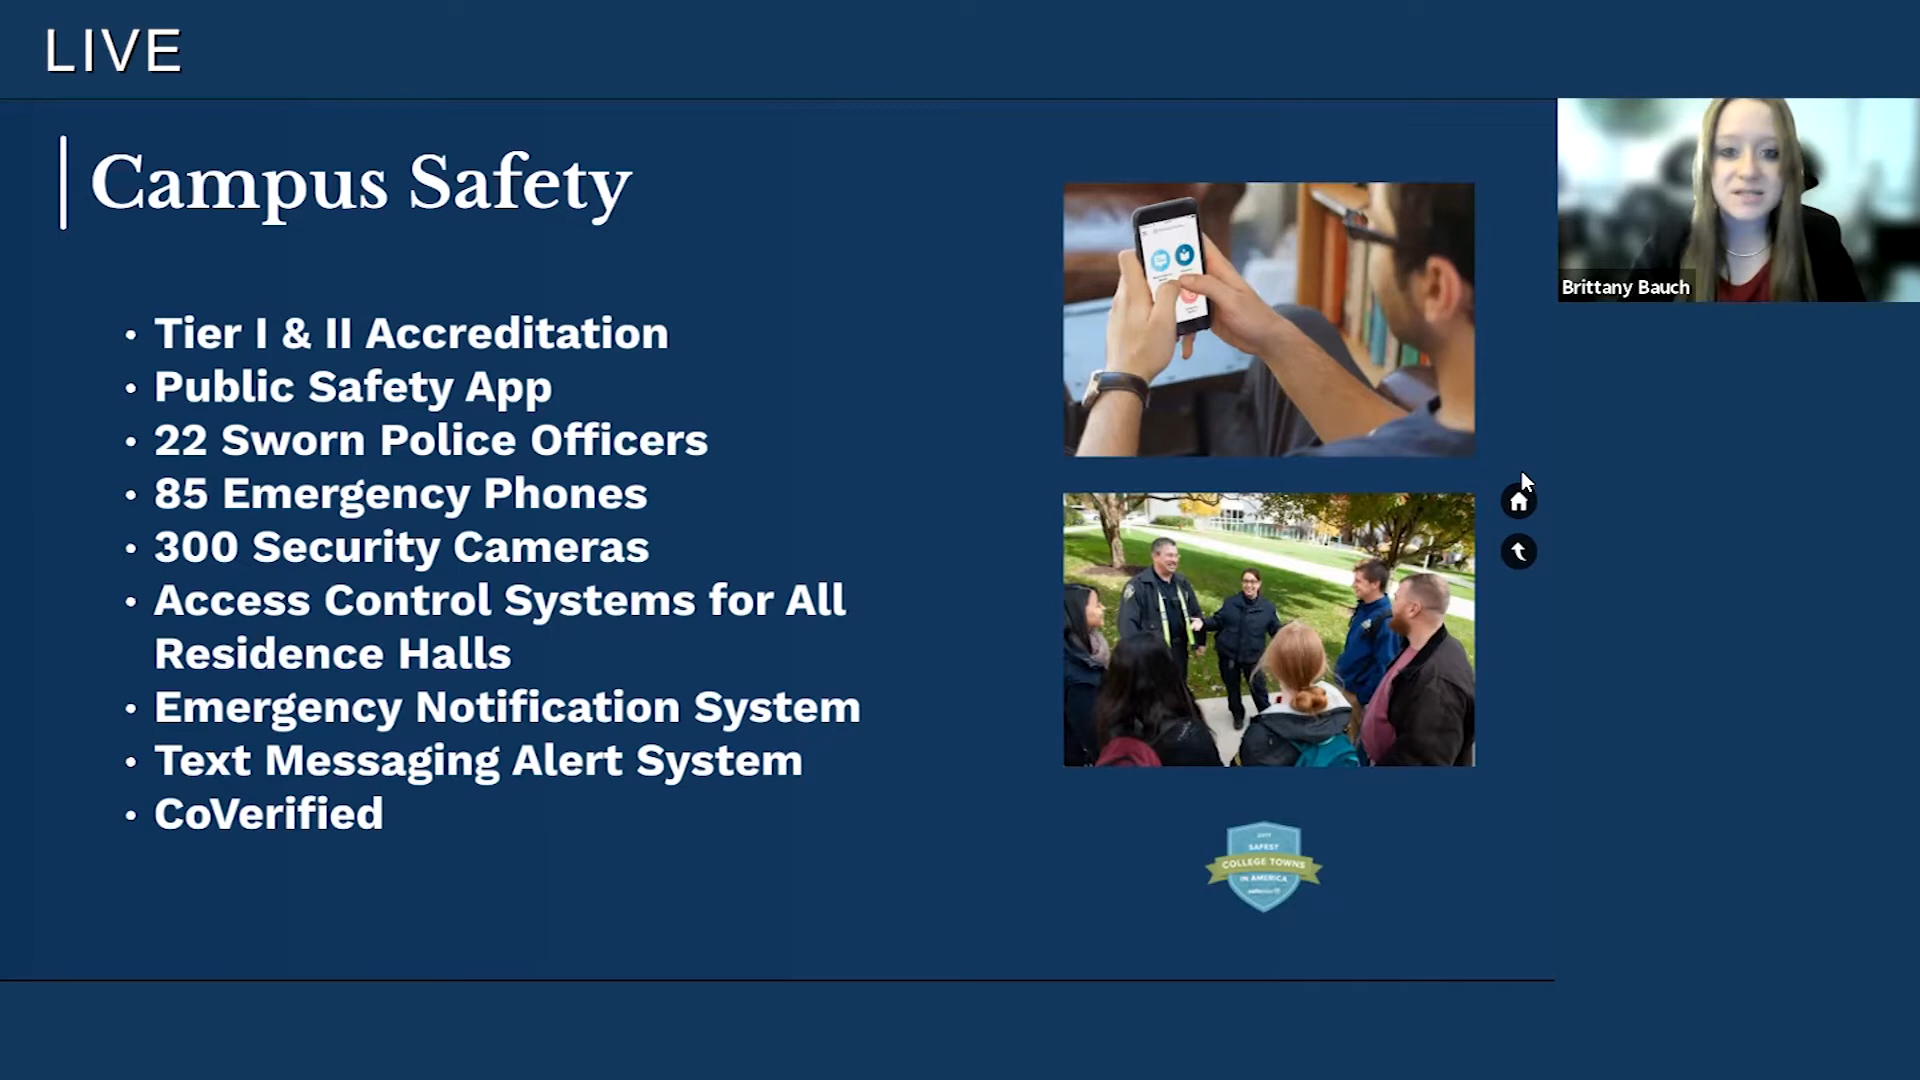 LIVE
Campus Safety
• Tier I & II Accreditation
• Public Safety App
• 22 Sworn Police Officers
• 85 Emergency Phones
• 300 Security Cameras
• Access Control Systems for All
Residence Halls
• Emergency Notification System
• Text Messaging Alert System
• CoVerified
Brittany Bauch
SAFEST
COLLEGE TOWNS
IN AMERICA